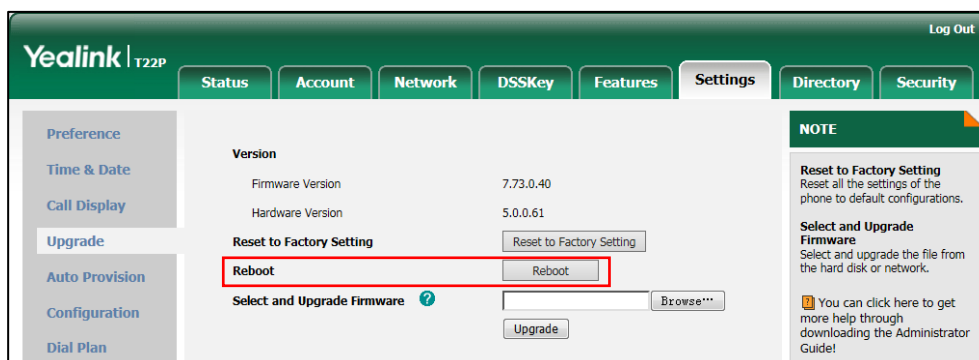 Log Out
Yealink | T22P
Status Account Network DSSKey Features Settings Directory Security
Preference
Time & Date
Call Display
Upgrade
Auto Provision
Configuration
Dial Plan
Version
Firmware Version 7.73.0.40
Hardware Version 5.0.0.61
Reset to Factory Setting Reset to Factory Setting
Reboot Reboot
Select and Upgrade Firmware ? Browse...
Upgrade
NOTE
Reset to Factory Setting
Reset all the settings of the
phone to default configurations.
Select and Upgrade
Firmware
Select and upgrade the file from
the hard disk or network.
? You can click here to get
more help through
downloading the Administrator
Guide!